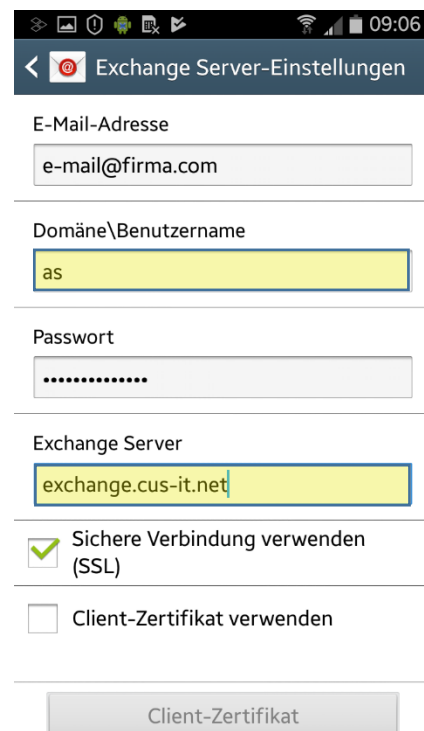 09:06
Exchange Server-Einstellungen
E-Mail-Adresse
e-mail@firma.com
Domäne\Benutzername
as
Passwort
••••••••••••••
Exchange Server
exchange.cus-it.net
Sichere Verbindung verwenden
(SSL)
Client-Zertifikat verwenden
Client-Zertifikat